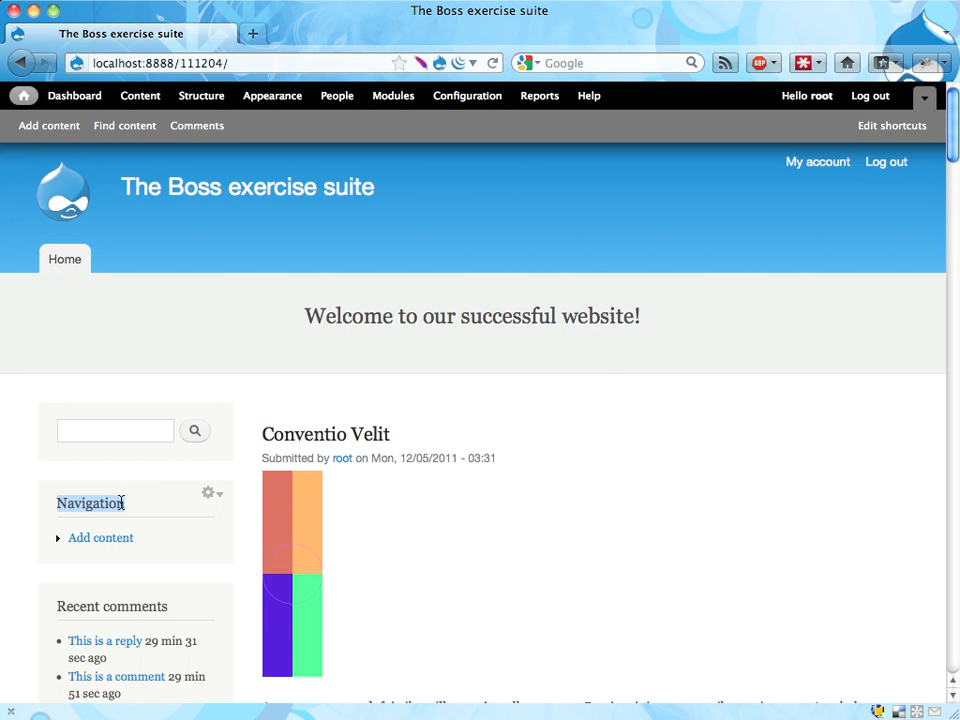 The Boss exercise suite
The Boss exercise suite
localhost:8888/111204/
Google
ABP
Dashboard Content Structure Appearance People Modules Configuration Reports Help Hello root Log out
Add content Find content Comments Edit shortcuts
My account Log out
The Boss exercise suite
Home
Welcome to our successful website!
Navigation
Add content
Recent comments
This is a reply 29 min 31
sec ago
This is a comment 29 min
51 sec ago
Conventio Velit
Submitted by root on Mon, 12/05/2011 - 03:31